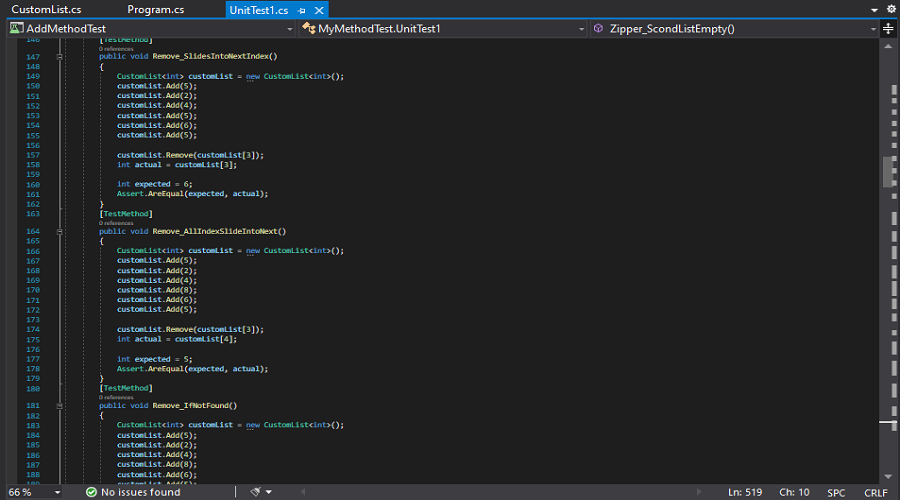 CustomList.cs Program.cs UnitTest1.cs
AddMethodTest MyMethodTest.UnitTest1 Zipper_ScondListEmpty()
146 [TestMethod]
0 references
147 public void Remove_SlidesIntoNextIndex()
148 {
149 CustomList<int> customList = new CustomList<int>();
150 customList.Add(5);
151 customList.Add(2);
152 customList.Add(4);
153 customList.Add(5);
154 customList.Add(6);
155 customList.Add(5);
156
157 customList.Remove(customList[3]);
158 int actual = customList[3];
159
160 int expected = 6;
161 Assert.AreEqual(expected, actual);
162 }
163 [TestMethod]
0 references
164 public void Remove_AllIndexSlideIntoNext()
165 {
166 CustomList<int> customList = new CustomList<int>();
167 customList.Add(5);
168 customList.Add(2);
169 customList.Add(4);
170 customList.Add(8);
171 customList.Add(6);
172 customList.Add(5);
173
174 customList.Remove(customList[3]);
175 int actual = customList[4];
176
177 int expected = 5;
178 Assert.AreEqual(expected, actual);
179 }
180 [TestMethod]
0 references
181 public void Remove_IfNotFound()
182 {
183 CustomList<int> customList = new CustomList<int>();
184 customList.Add(5);
185 customList.Add(2);
186 customList.Add(4);
187 customList.Add(8);
188 customList.Add(6);
66 % No issues found Ln: 519 Ch: 10 SPC CRLF